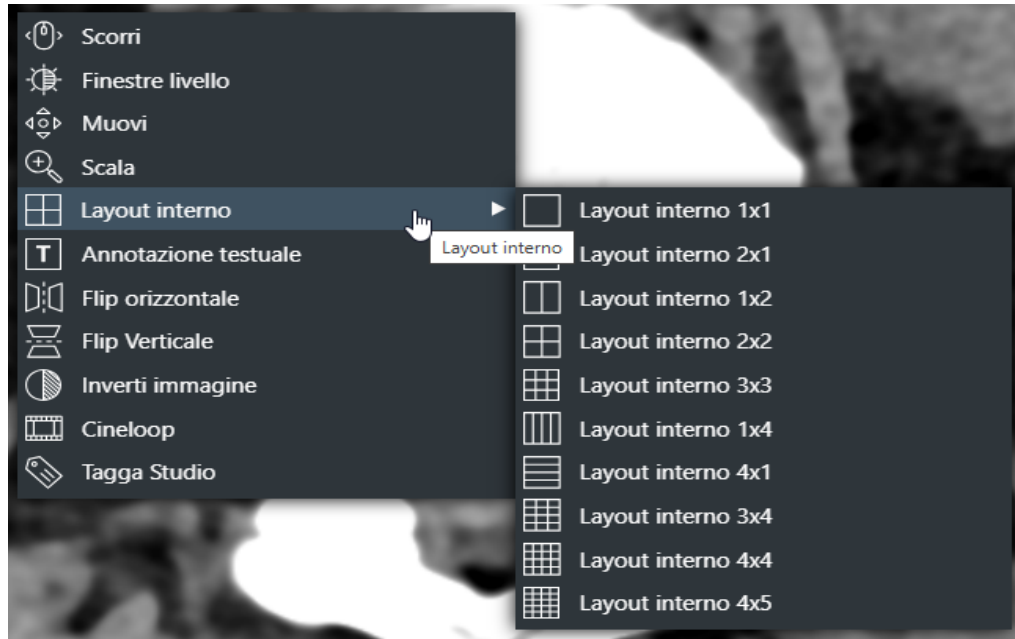 Scorri
Finestre livello
Muovi
Scala
Layout interno
Annotazione testuale
Flip orizzontale
Flip Verticale
Inverti immagine
Cineloop
Tagga Studio
Layout interno
Layout interno 1x1
Layout interno 2x1
Layout interno 1x2
Layout interno 2x2
Layout interno 3x3
Layout interno 1x4
Layout interno 4x1
Layout interno 3x4
Layout interno 4x4
Layout interno 4x5